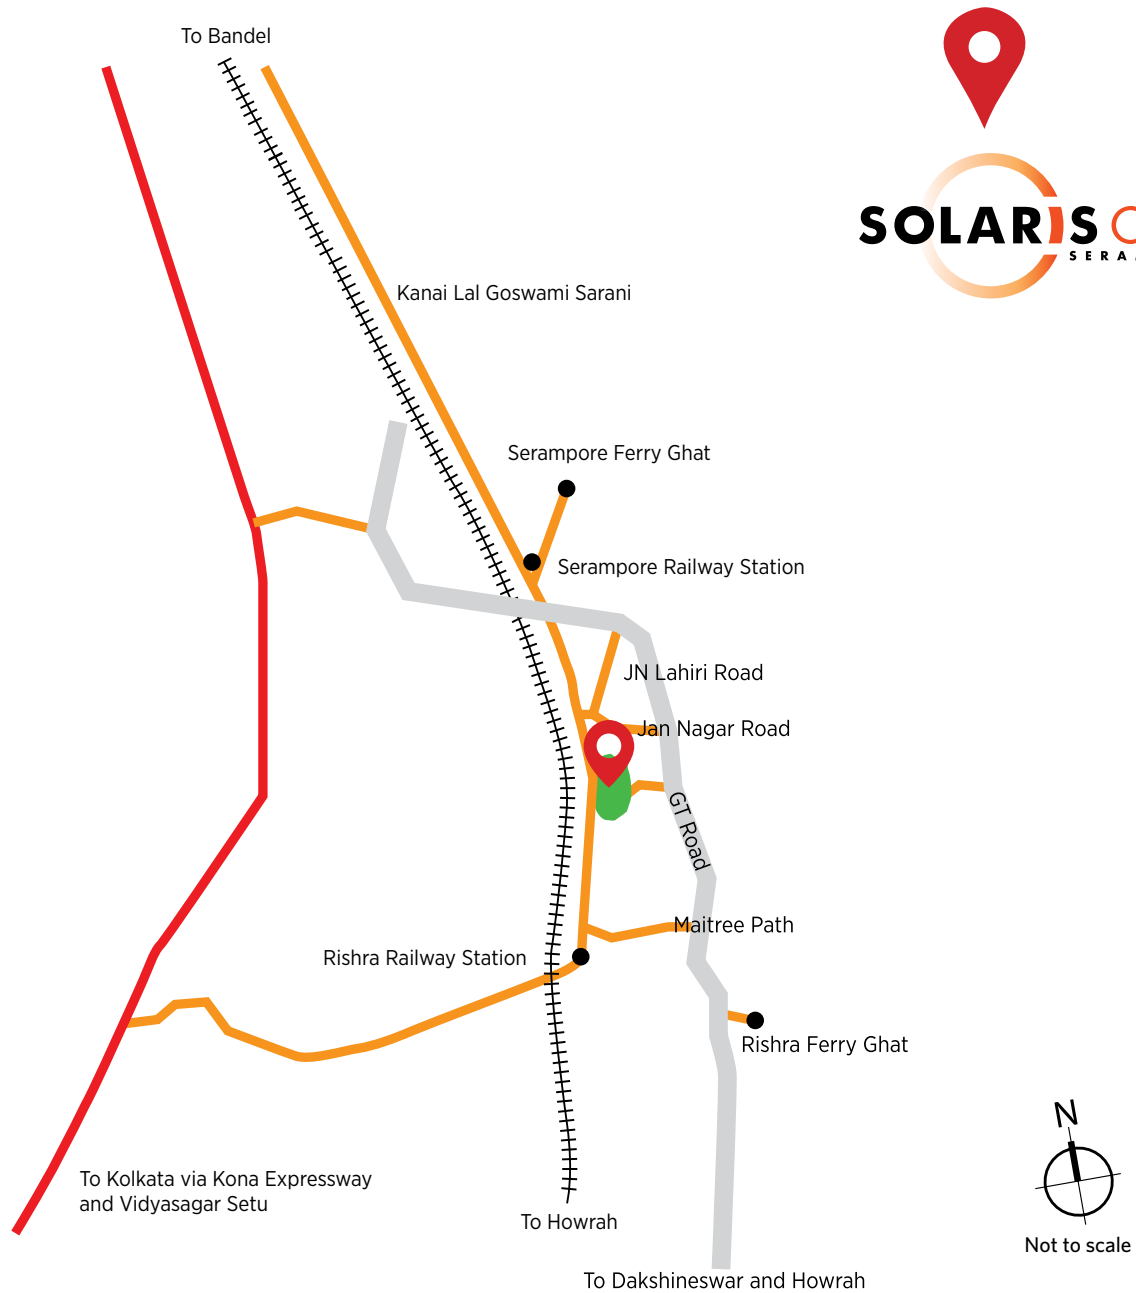 To Bandel
SOLARIS
Kanai Lal Goswami Sarani
Serampore Ferry Ghat
Serampore Railway Station
JN Lahiri Road
Jan Nagar Road
GT Road
Maitree Path
Rishra Railway Station
Rishra Ferry Ghat
N
To Kolkata via Kona Expressway
and Vidyasagar Setu
To Howrah
Not to scale
To Dakshineswar and Howrah